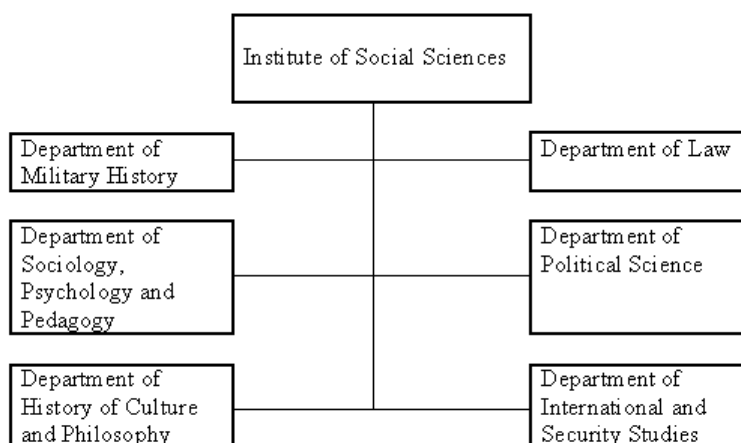 Institute of Social Sciences
Department of
Military History
Department of Law
Department of
Sociology,
Psychology and
Pedagogy
Department of
Political Science
Department of
History of Culture
and Philosophy
Department of
International and
Security Studies